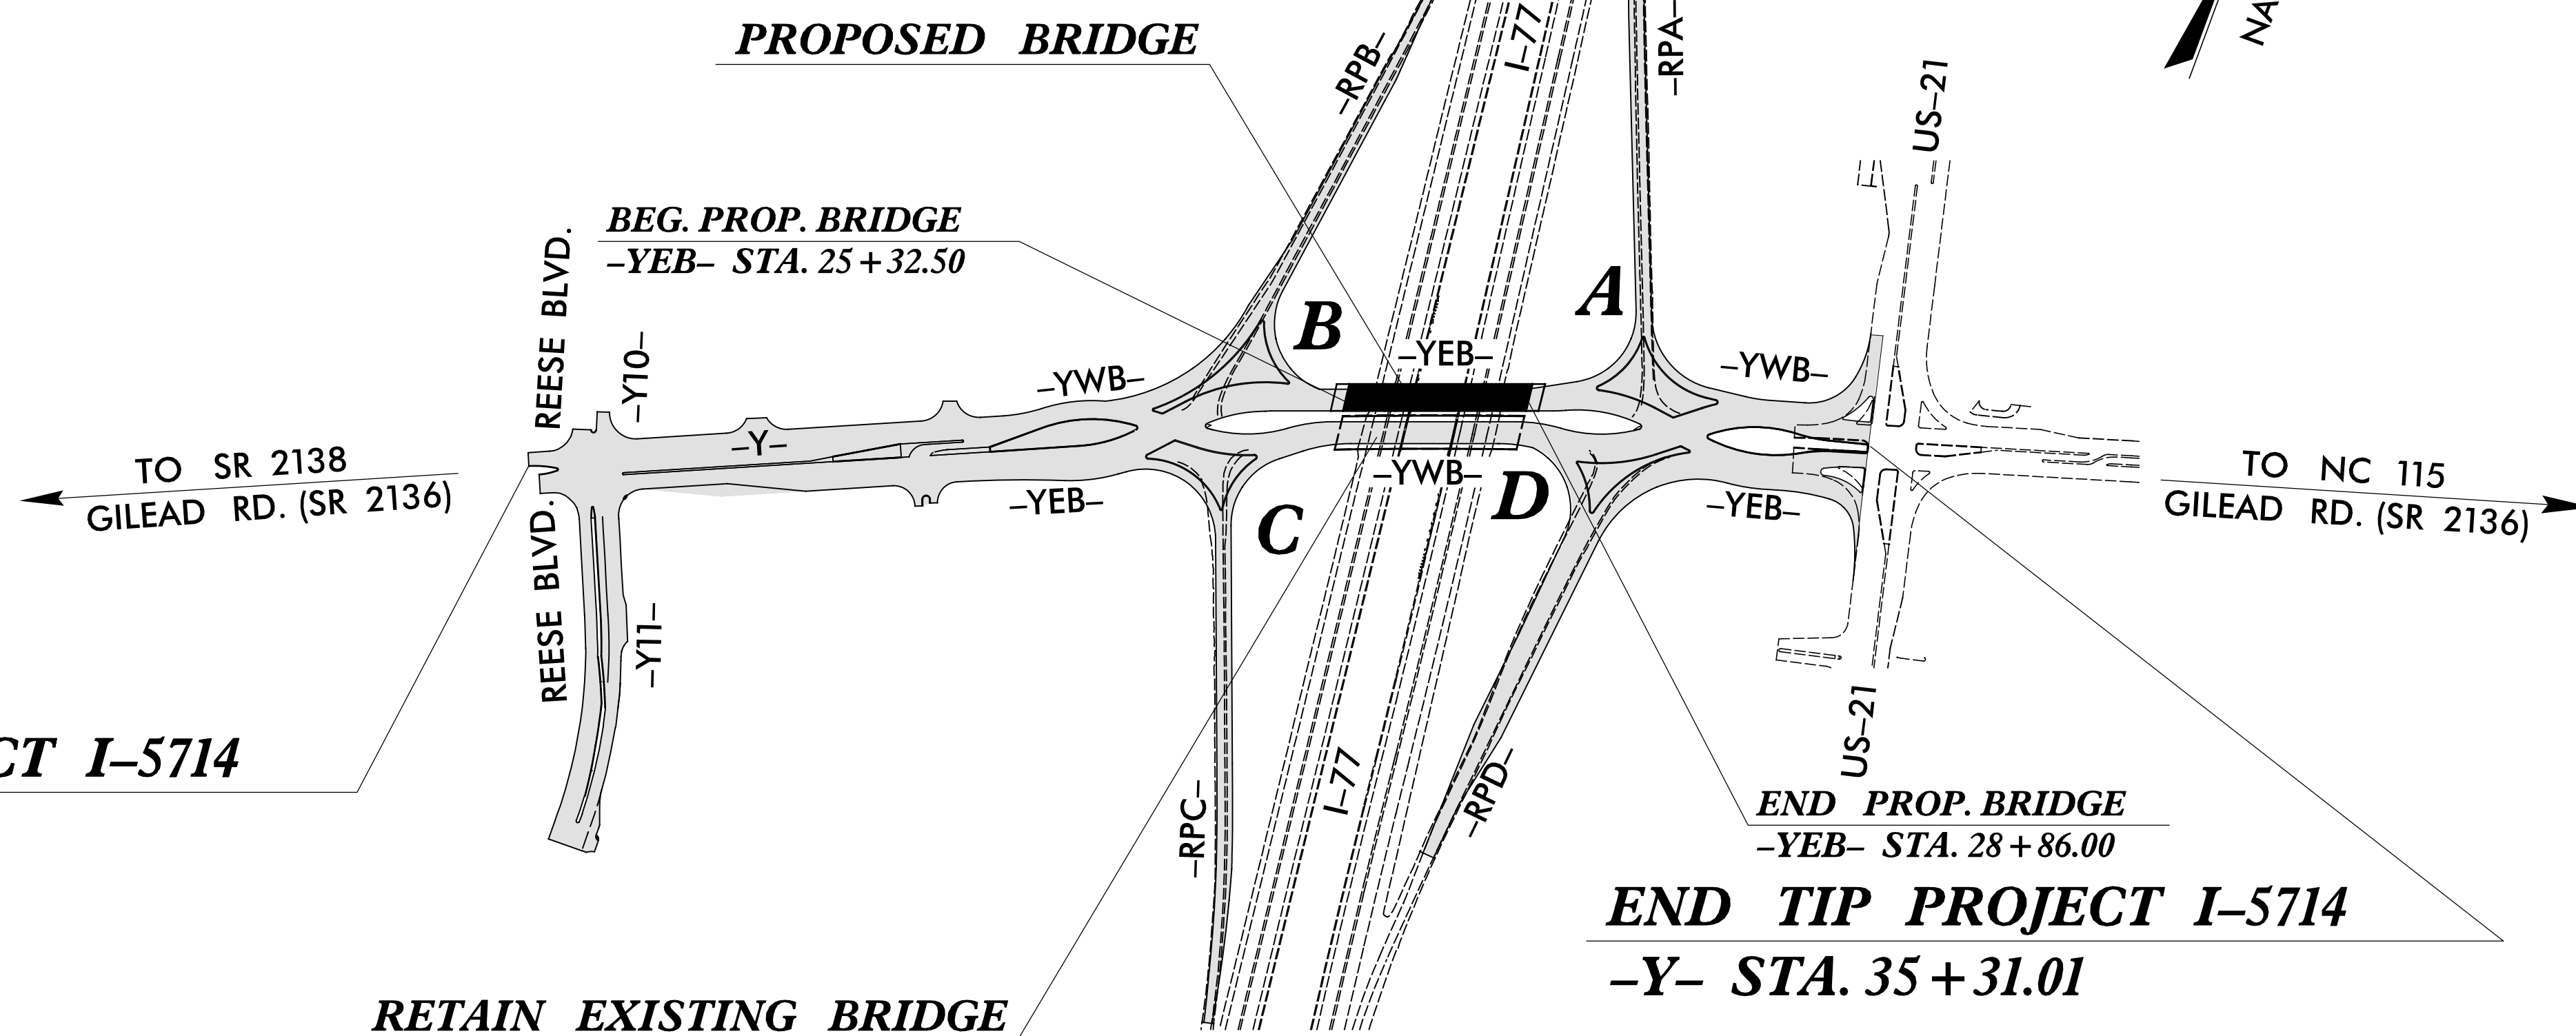 PROPOSED BRIDGE
–RPB–
I–77
–RPA–
NA
US–21
BEG. PROP. BRIDGE
–YEB– STA. 25+32.50
REESE BLVD.
–Y10–
B
A
–YEB–
–YWB–
–YWB–
–Y–
TO SR 2138
GILEAD RD. (SR 2136)
–YWB–
TO NC 115
GILEAD RD. (SR 2136)
–YEB–
–YEB–
D
C
REESE BLVD.
–Y11–
US–21
CT I–5714
I–77
–RPC–
–RPD–
END PROP. BRIDGE
–YEB– STA. 28+86.00
END TIP PROJECT I–5714
–Y– STA. 35+31.01
RETAIN EXISTING BRIDGE